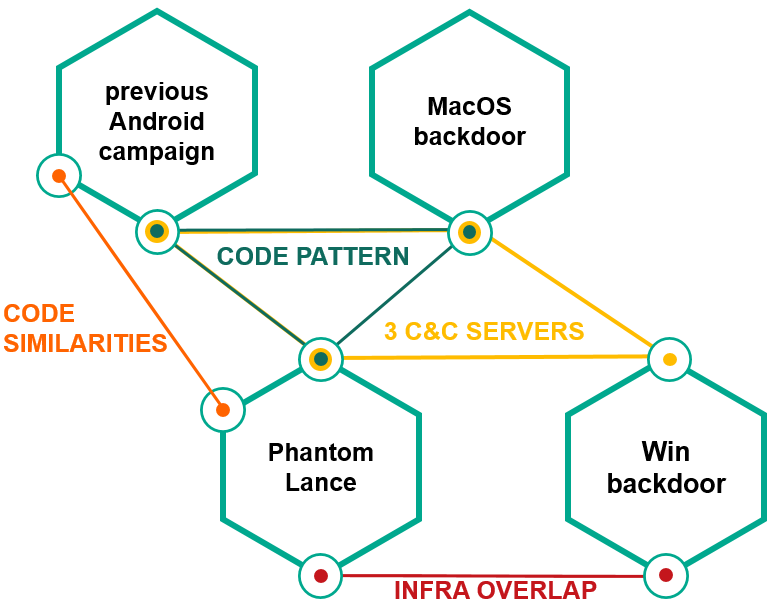 previous
Android
campaign
MacOS
backdoor
CODE PATTERN
CODE
SIMILARITIES
3 C&C SERVERS
Phantom
Lance
Win
backdoor
INFRA OVERLAP